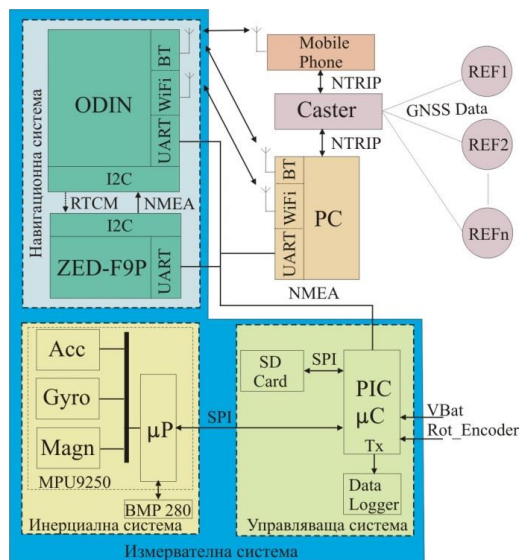 Навигационна система
ODIN
BT
WiFi
UART
I2C
RTCM
NMEA
I2C
ZED-F9P
UART
Mobile
Phone
NTRIP
Caster
NTRIP
GNSS Data
REF1
REF2
REFn
BT
WiFi
UART
PC
NMEA
Acc
Gyro
Magn
MPU9250
μP
BMP 280
Инерциална система
SPI
SD
Card
SPI
PIC
μC
Tx
VBat
Rot_Encoder
Data
Logger
Управляваща система
Измервателна система